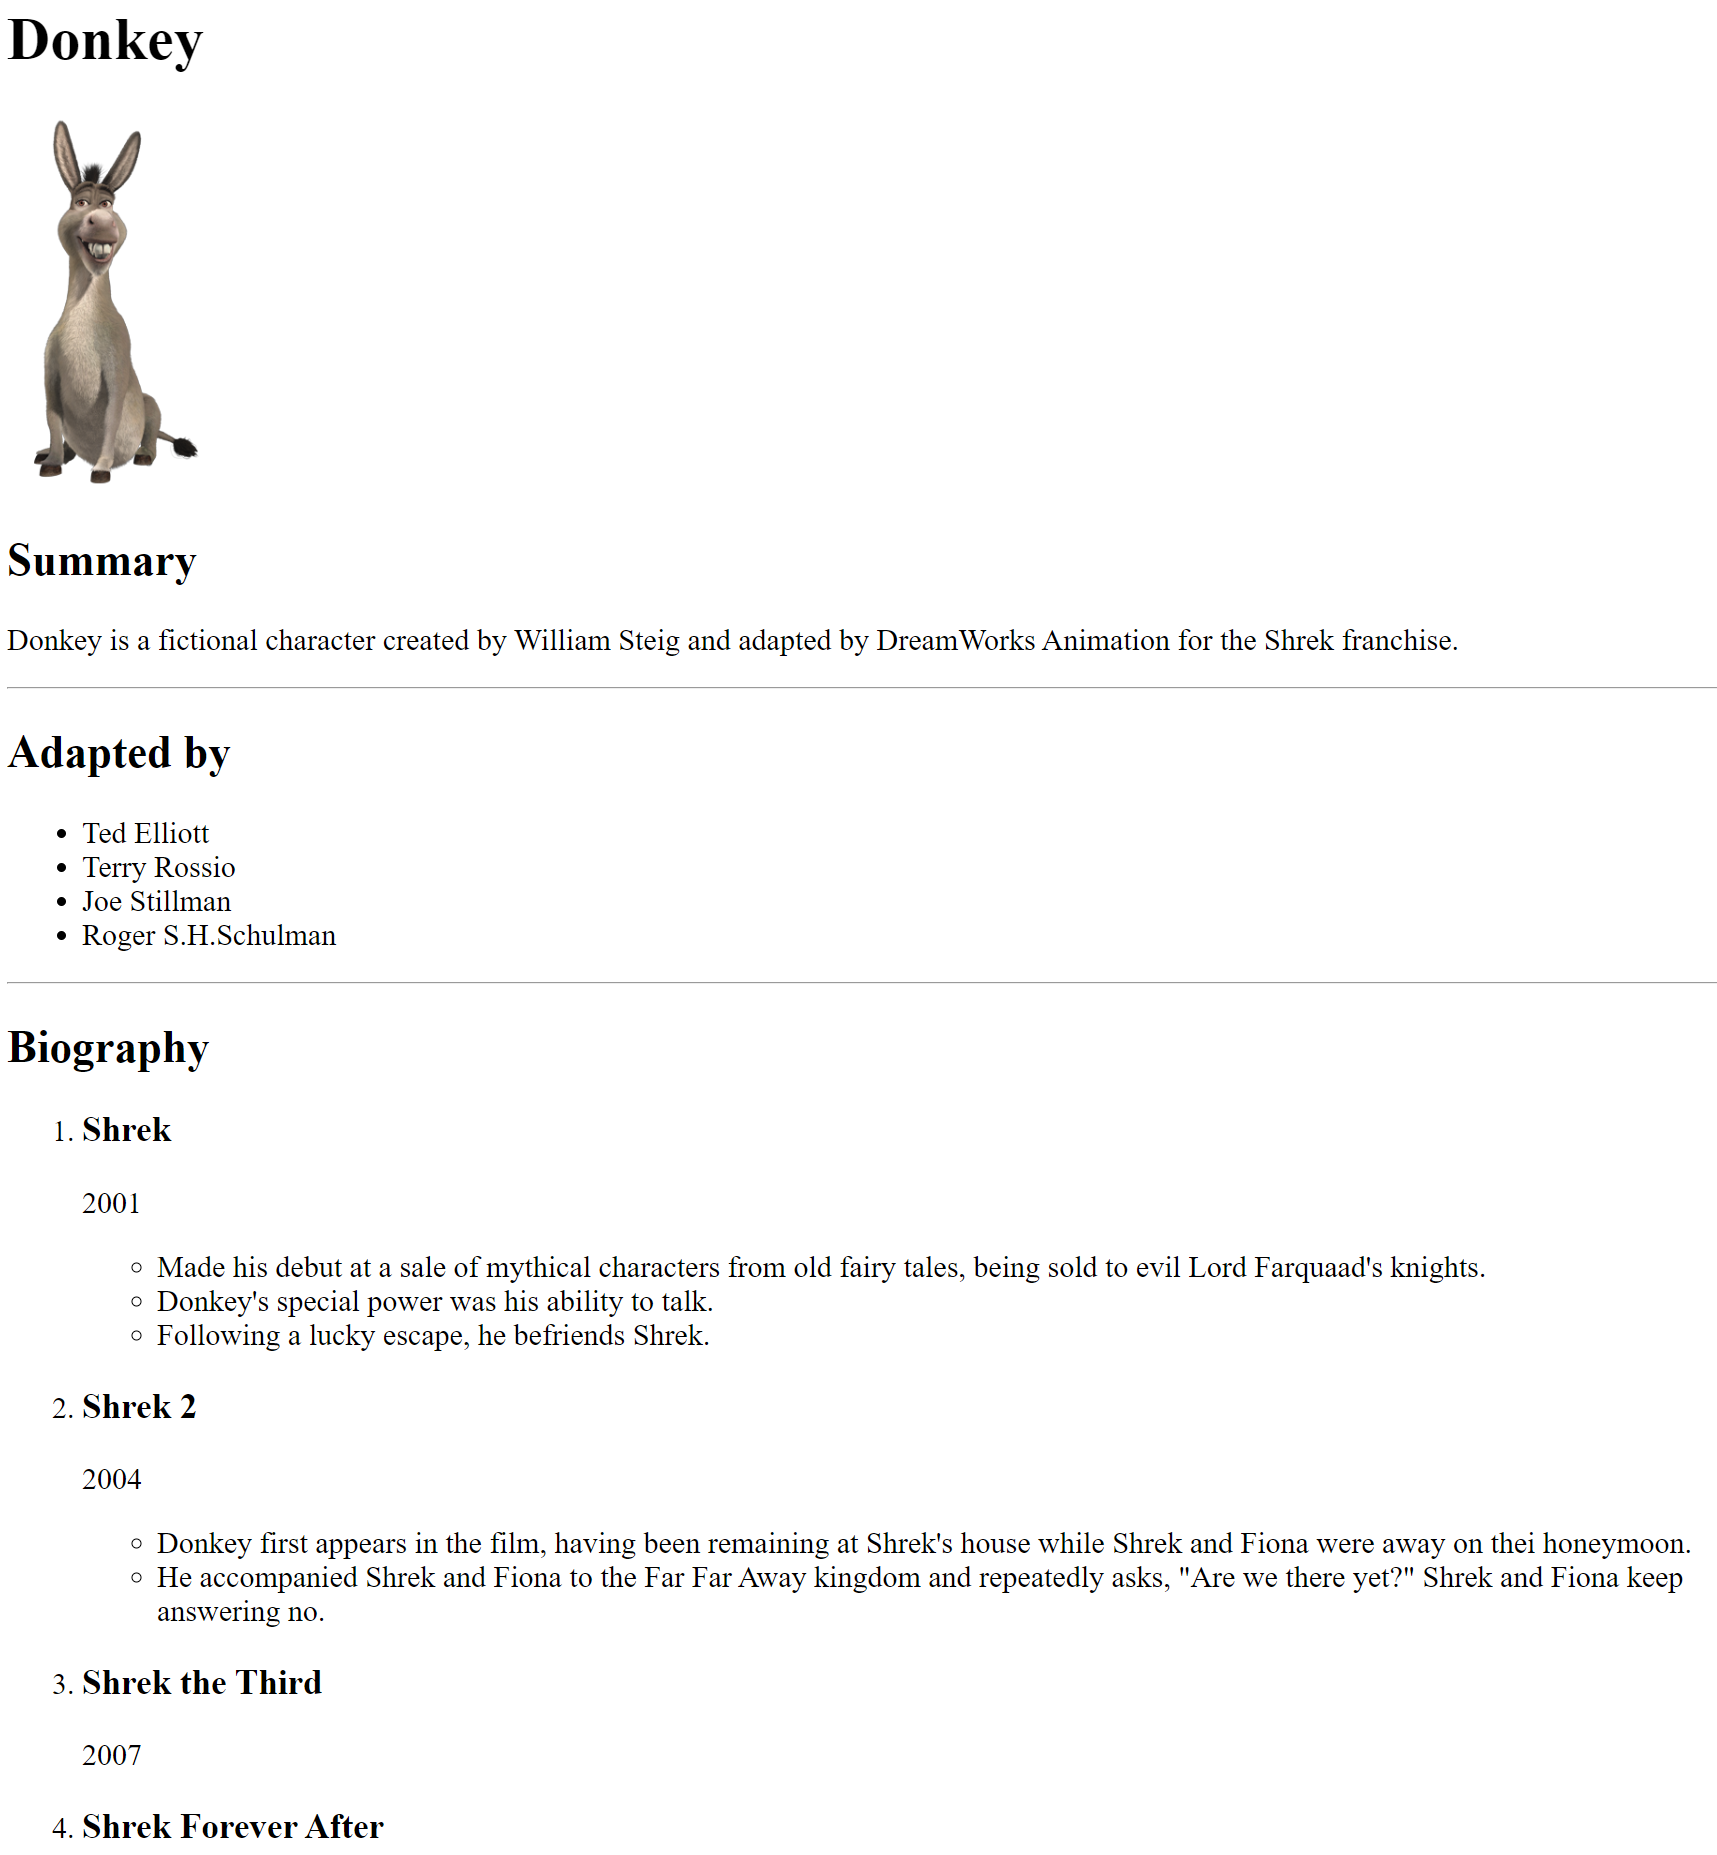 Donkey
Summary
Donkey is a fictional character created by William Steig and adapted by DreamWorks Animation for the Shrek franchise.
Adapted by
• Ted Elliott
• Terry Rossio
• Joe Stillman
• Roger S.H.Schulman
Biography
1. Shrek
2001
◦ Made his debut at a sale of mythical characters from old fairy tales, being sold to evil Lord Farquaad's knights.
◦ Donkey's special power was his ability to talk.
◦ Following a lucky escape, he befriends Shrek.
2. Shrek 2
2004
◦ Donkey first appears in the film, having been remaining at Shrek's house while Shrek and Fiona were away on thei honeymoon.
◦ He accompanied Shrek and Fiona to the Far Far Away kingdom and repeatedly asks, "Are we there yet?" Shrek and Fiona keep
answering no.
3. Shrek the Third
2007
4. Shrek Forever After